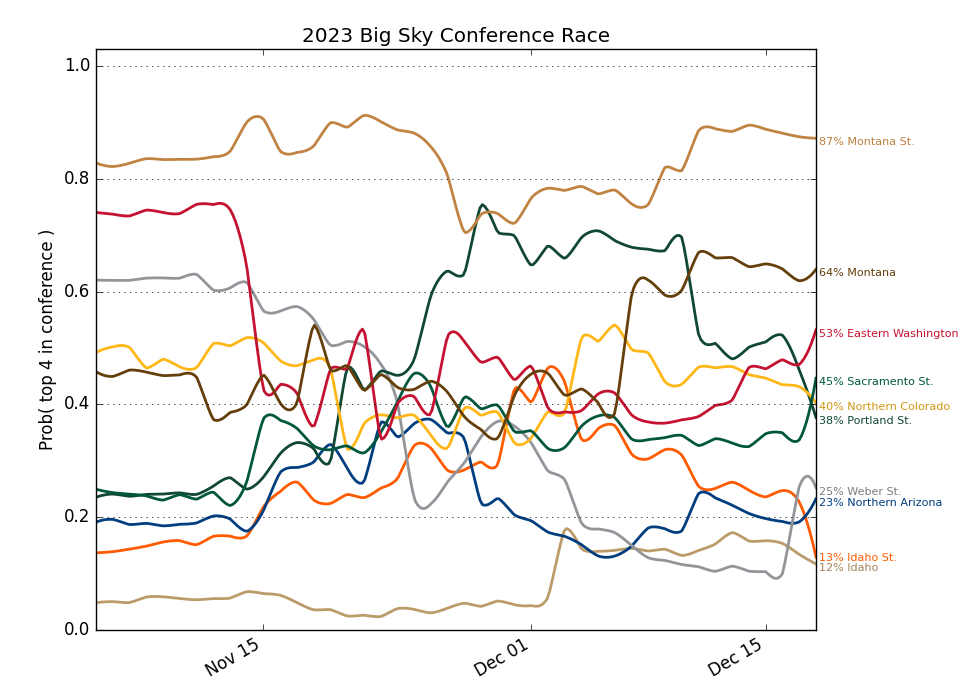 2023 Big Sky Conference Race
Prob( top 4 in conference )
1.0
0.8
0.6
0.4
0.2
0.0
Nov 15
Dec 01
Dec 15
87% Montana St.
64% Montana
53% Eastern Washington
45% Sacramento St.
40% Northern Colorado
38% Portland St.
25% Weber St.
23% Northern Arizona
13% Idaho St.
12% Idaho